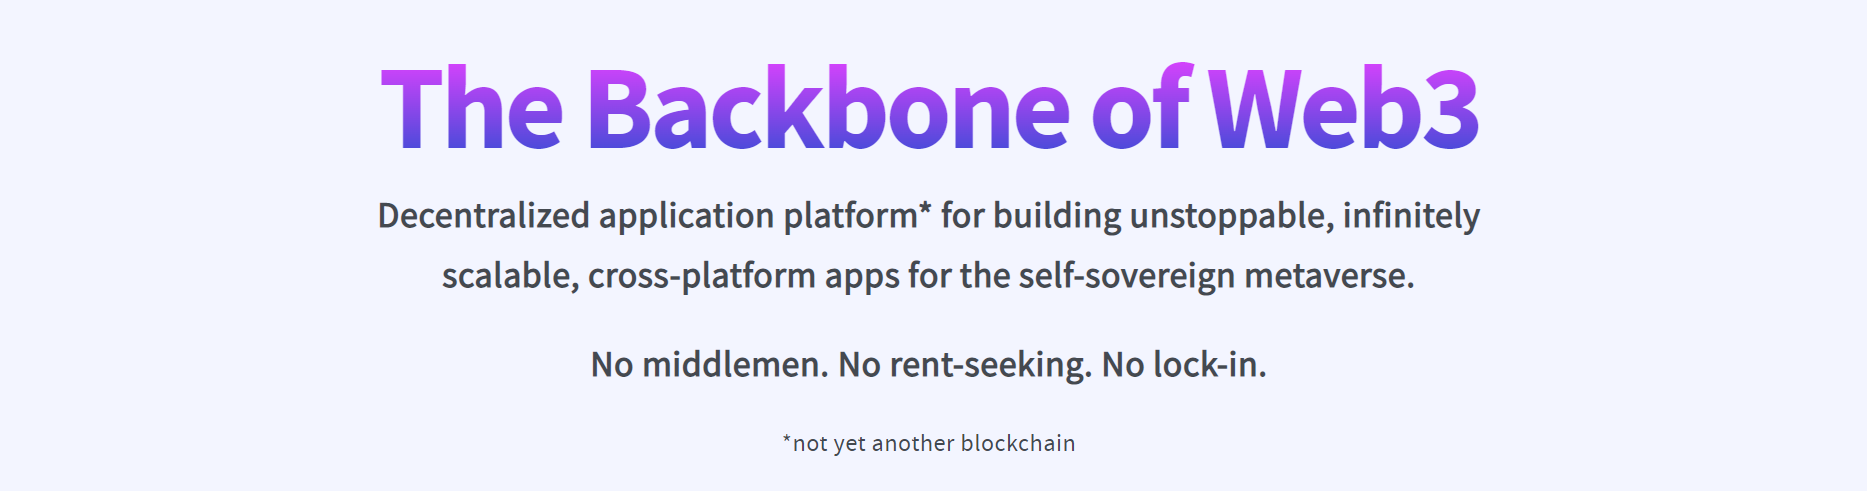 The Backbone of Web3
Decentralized application platform* for building unstoppable, infinitely
scalable, cross-platform apps for the self-sovereign metaverse.
No middlemen. No rent-seeking. No lock-in.
*not yet another blockchain